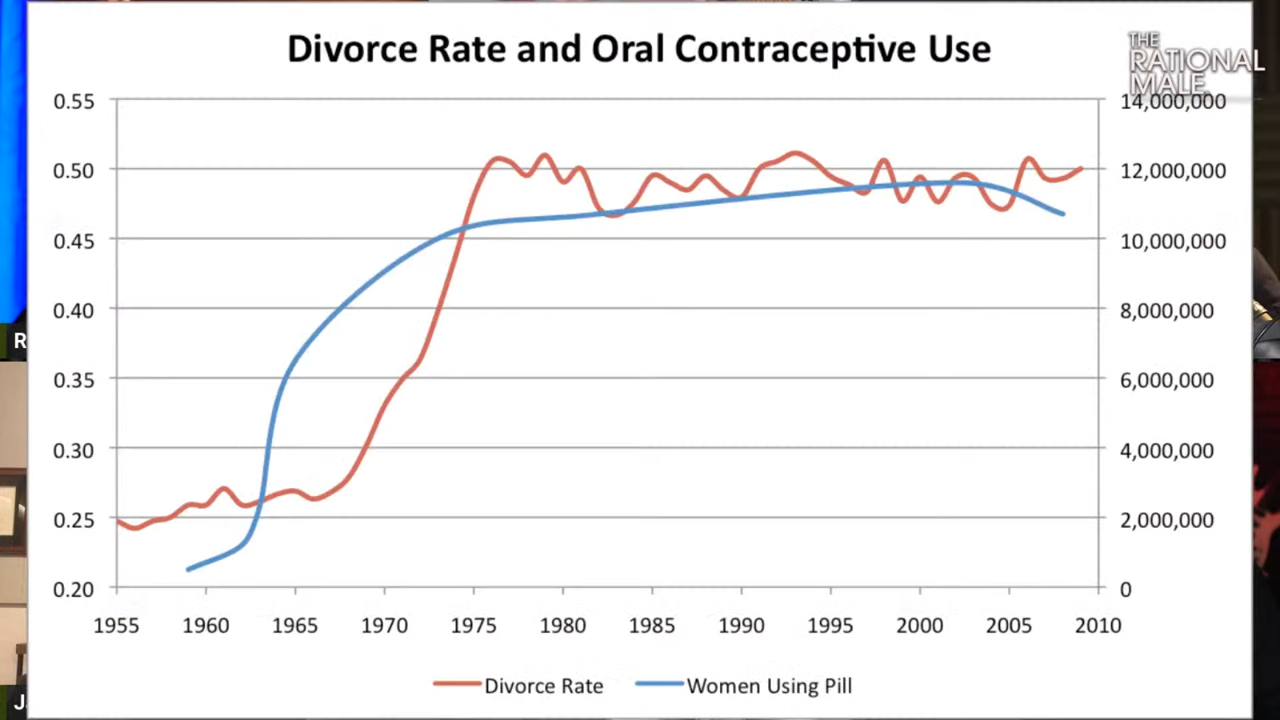 Divorce Rate and Oral Contraceptive Use
THE
RATIONAL
MALE
0.55
14,000,000
0.50
12,000,000
0.45
10,000,000
0.40
8,000,000
R
0.35
6,000,000
0.30
4,000,000
0.25
2,000,000
0.20
0
1955 1960 1965 1970 1975 1980 1985 1990 1995 2000 2005 2010
Divorce Rate
Women Using Pill